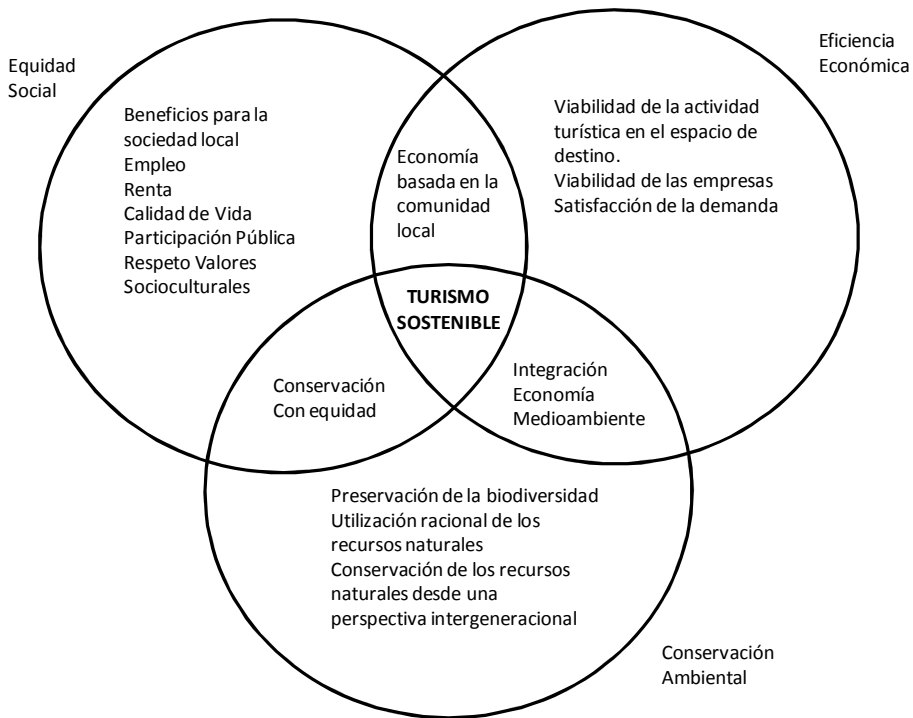 Equidad
Social
Eficiencia
Económica
Beneficios para la
sociedad local
Empleo
Renta
Calidad de Vida
Participación Pública
Respeto Valores
Socioculturales
Economía
basada en la
comunidad
local
Viabilidad de la actividad
turística en el espacio de
destino.
Viabilidad de las empresas
Satisfacción de la demanda
TURISMO
SOSTENIBLE
Conservación
Con equidad
Integración
Economía
Medioambiente
Preservación de la biodiversidad
Utilización racional de los
recursos naturales
Conservación de los recursos
naturales desde una
perspectiva intergeneracional
Conservación
Ambiental